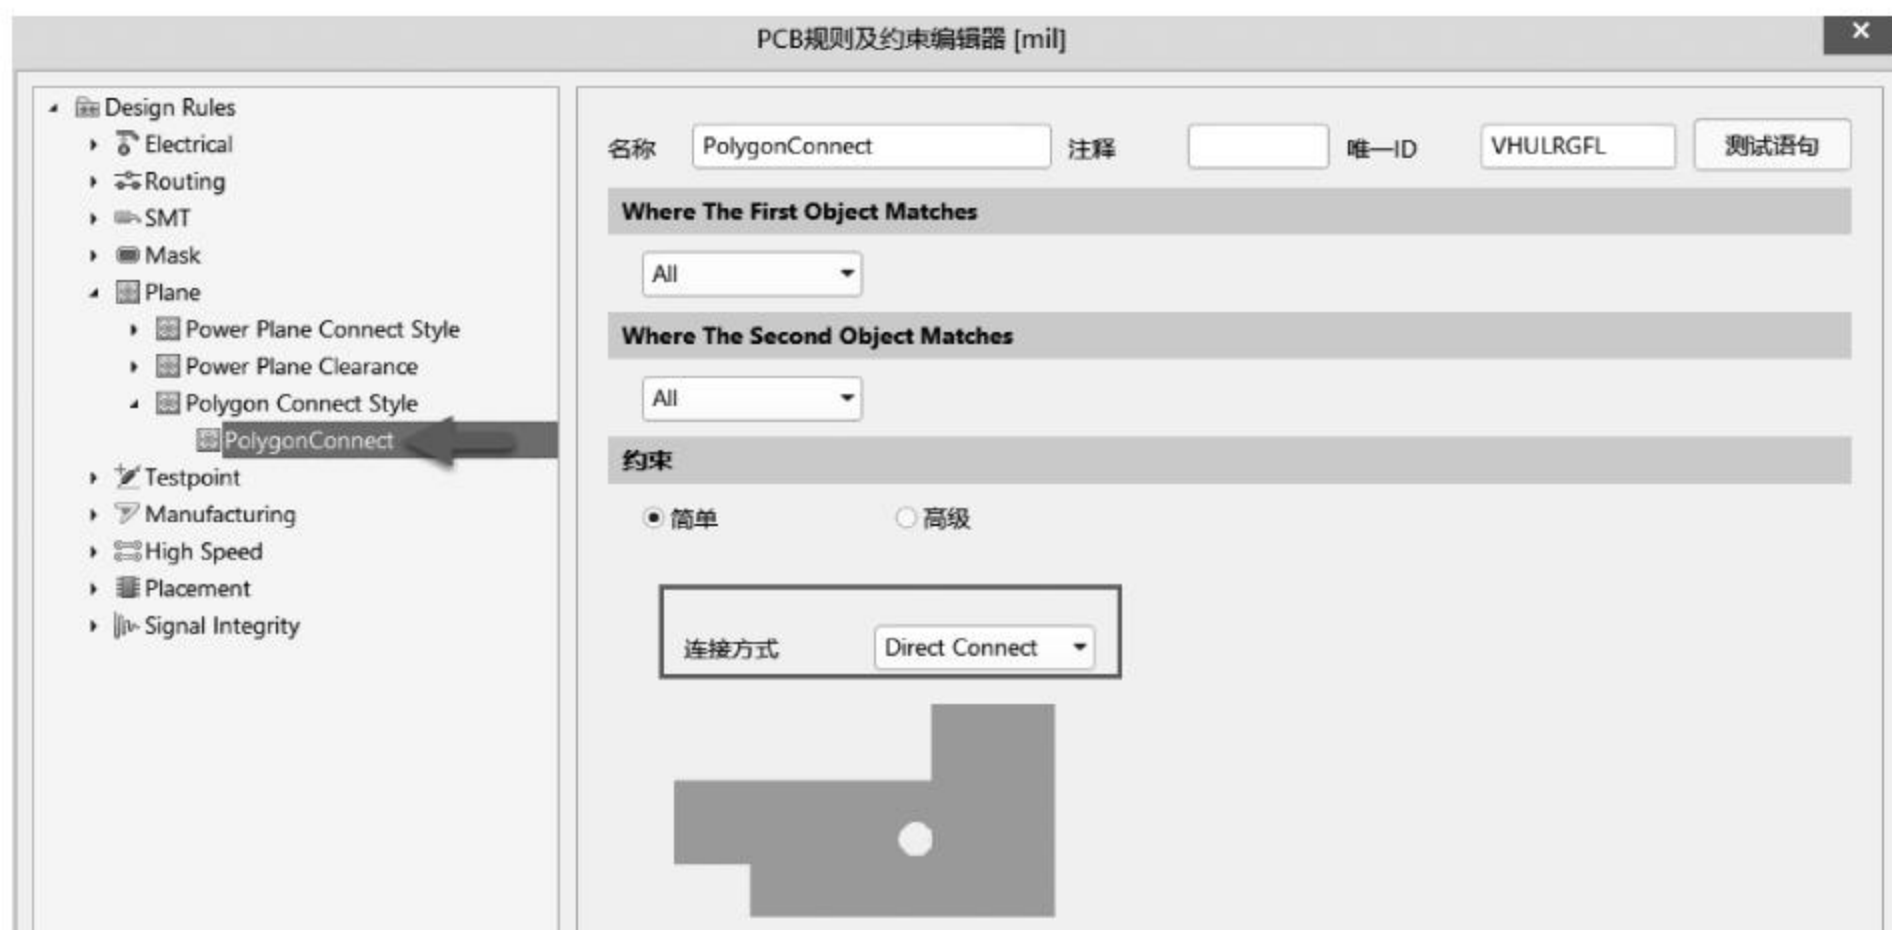 PCB规则及约束编辑器 [mil]
Design Rules
Electrical
Routing
SMT
Mask
Plane
Power Plane Connect Style
Power Plane Clearance
Polygon Connect Style
PolygonConnect
Testpoint
Manufacturing
High Speed
Placement
Signal Integrity
名称 PolygonConnect 注释 唯一ID VHULRGFL 测试语句
Where The First Object Matches
All
Where The Second Object Matches
All
约束
简单 高级
连接方式 Direct Connect